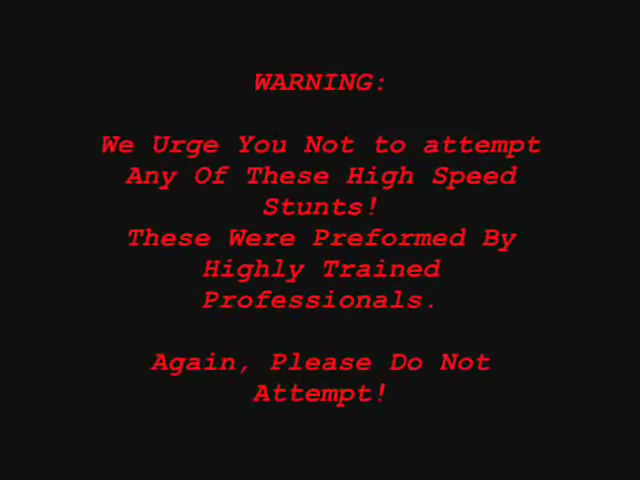 WARNING:
We Urge You Not to attempt
Any Of These High Speed
Stunts!
These Were Preformed By
Highly Trained
Professionals.
Again, Please Do Not
Attempt!